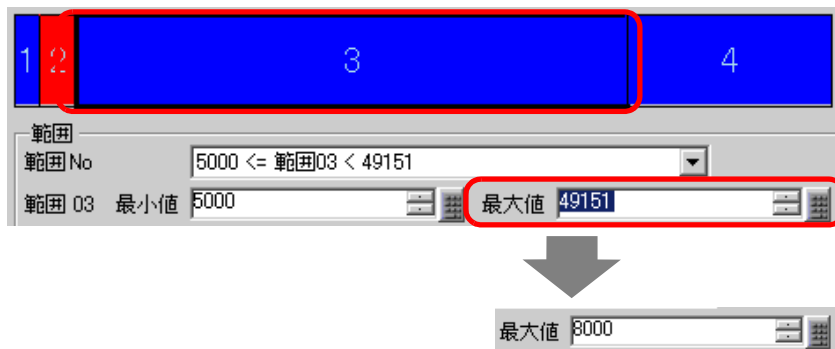 1 2 3 4
範囲
範囲No 5000 <= 範囲03 < 49151
範囲 03 最小値 5000 最大値 49151
最大値 8000